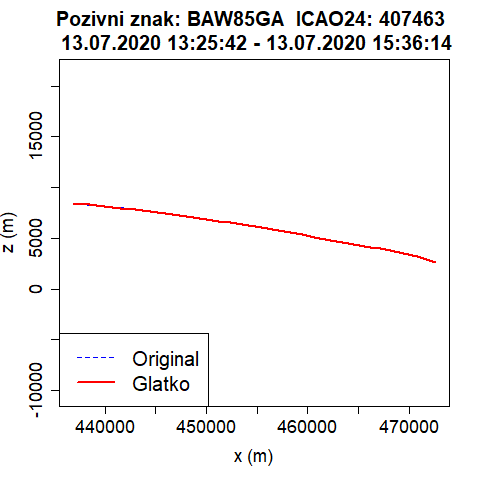 Pozivni znak: BAW85GA  ICAO24: 407463
13.07.2020 13:25:42 - 13.07.2020 15:36:14
z (m)
15000
5000
0
-10000
Original
Glatko
440000 450000 460000 470000
x (m)